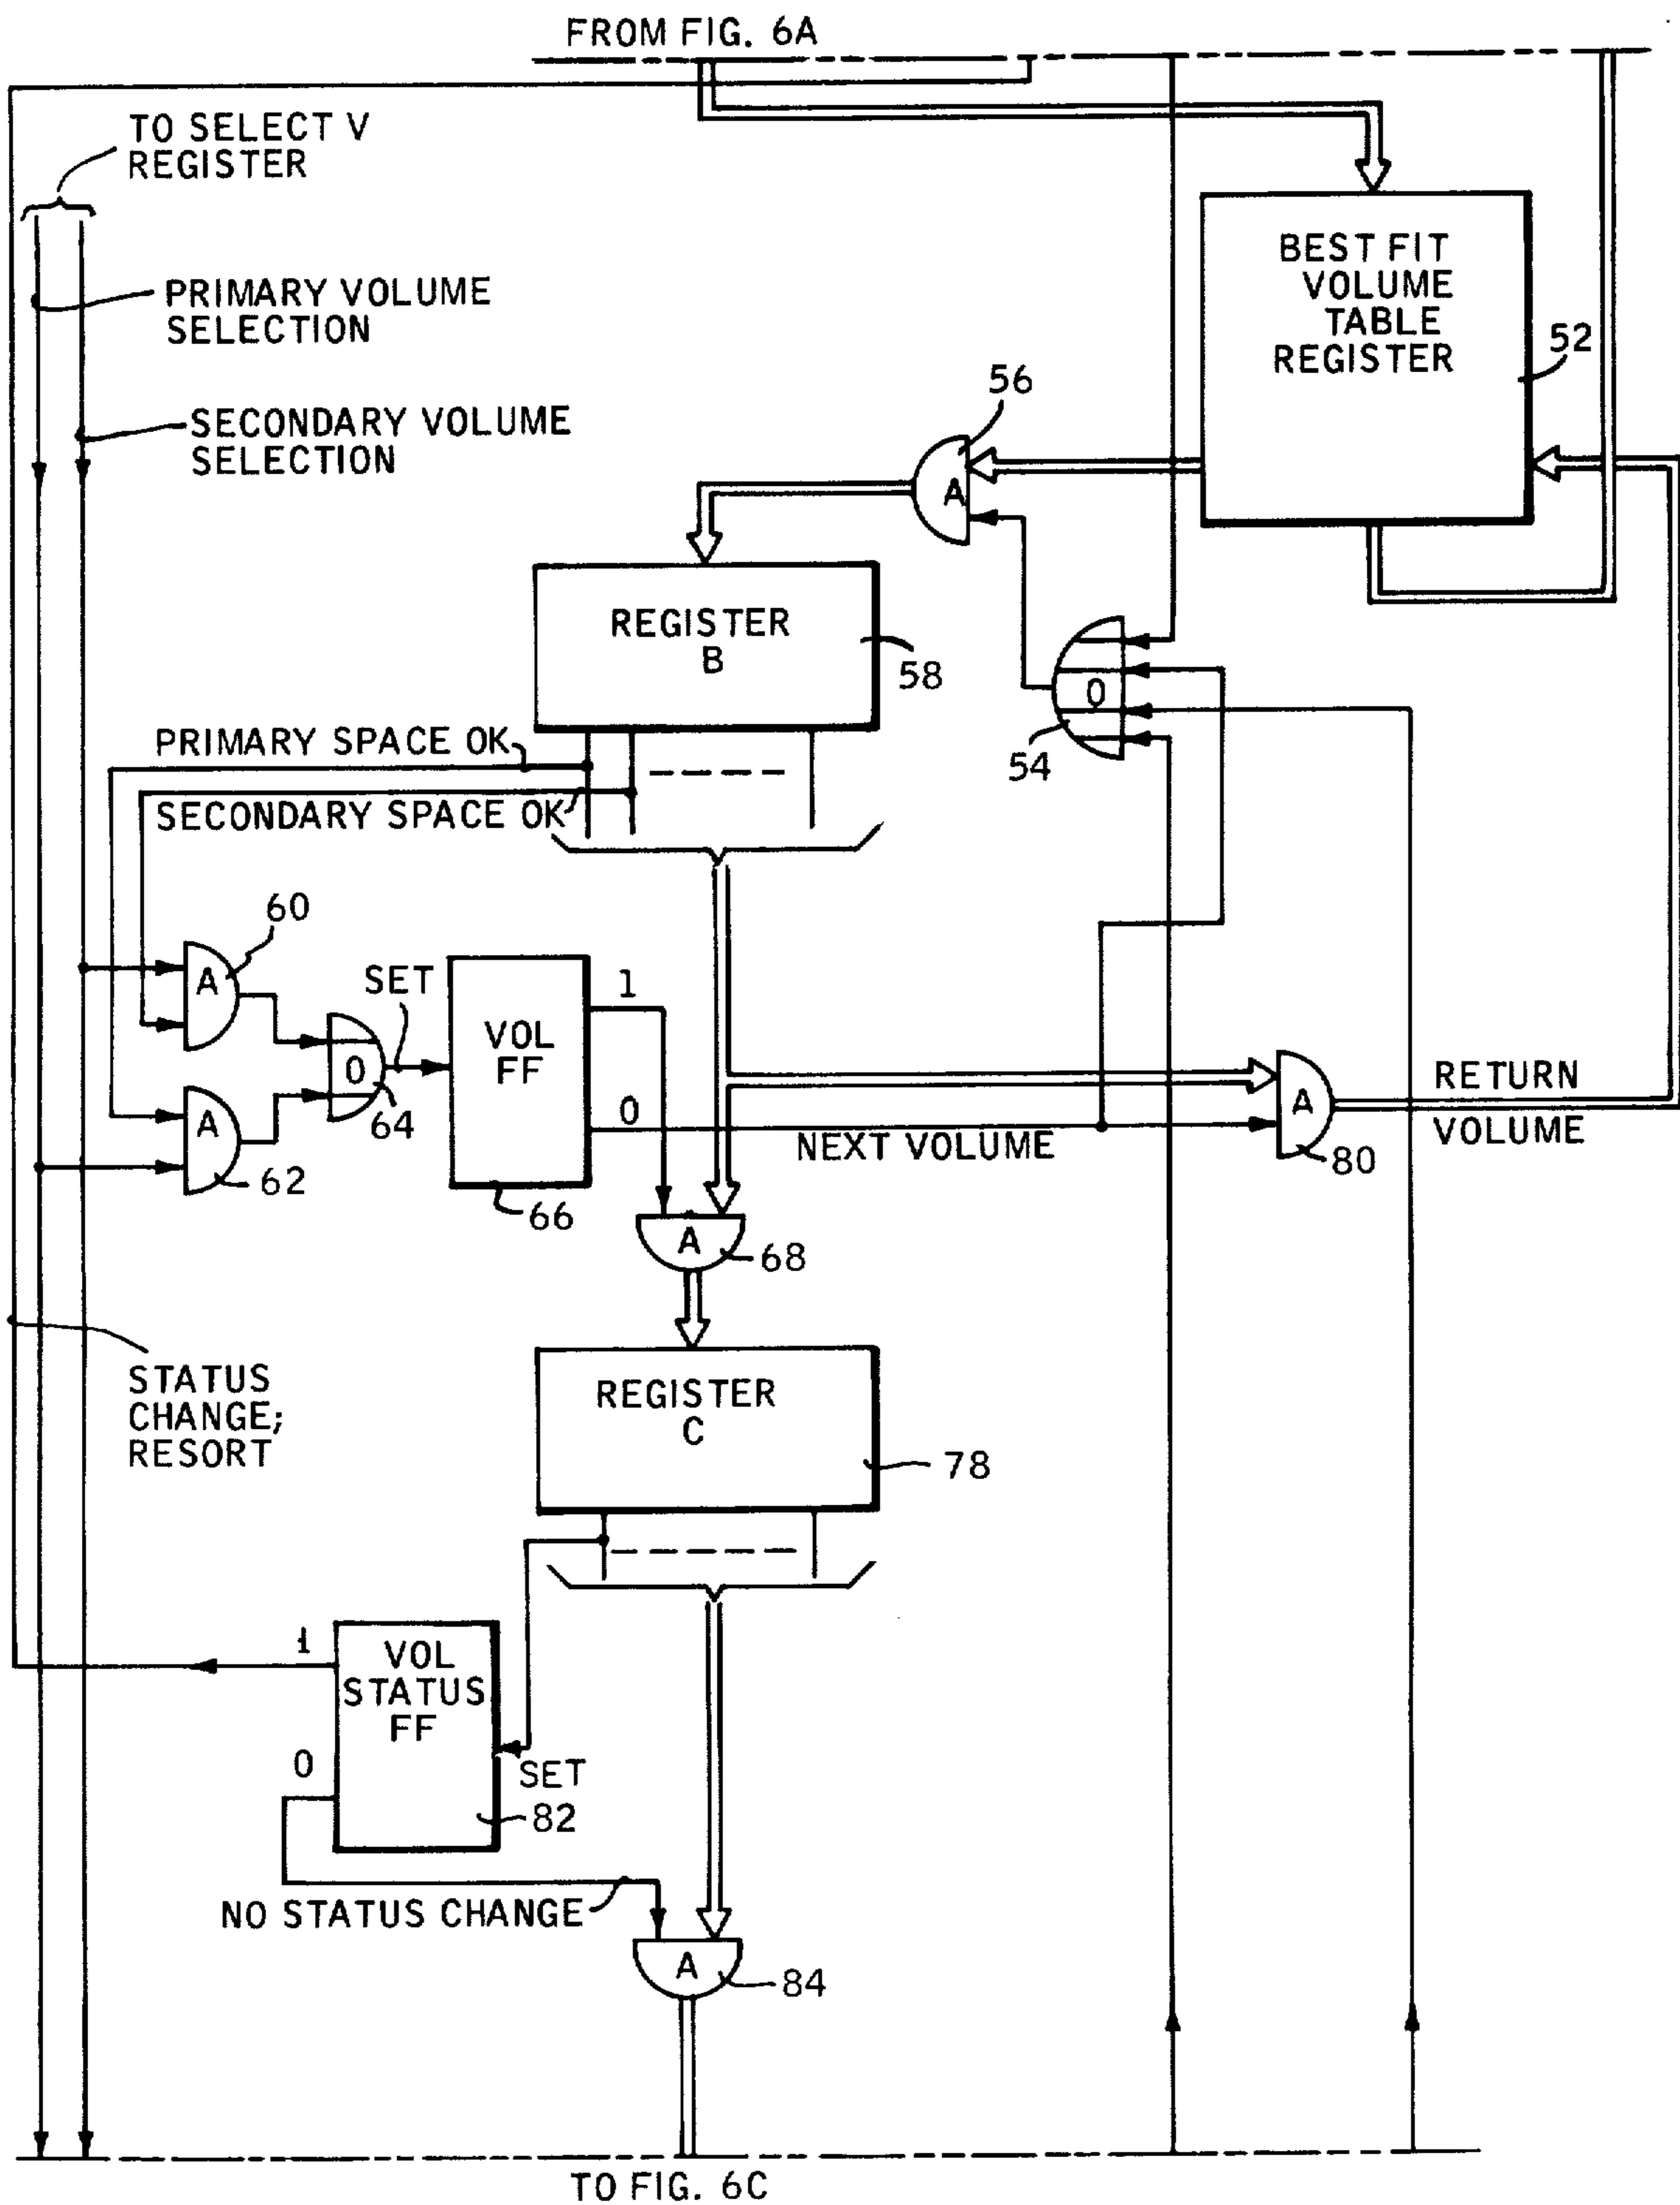 FROM FIG. 6A
TO SELECT V
REGISTER
PRIMARY VOLUME
SELECTION
SECONDARY VOLUME
SELECTION
BEST FIT
VOLUME
TABLE
REGISTER
52
56
A
REGISTER
B
58
O
54
PRIMARY SPACE OK
SECONDARY SPACE OK
60
A
A
62
O
64
SET
VOL
FF
66
1
0
NEXT VOLUME
A
80
RETURN
VOLUME
A
68
STATUS
CHANGE;
RESORT
REGISTER
C
78
1
0
VOL
STATUS
FF
SET
82
NO STATUS CHANGE
A
84
TO FIG. 6C